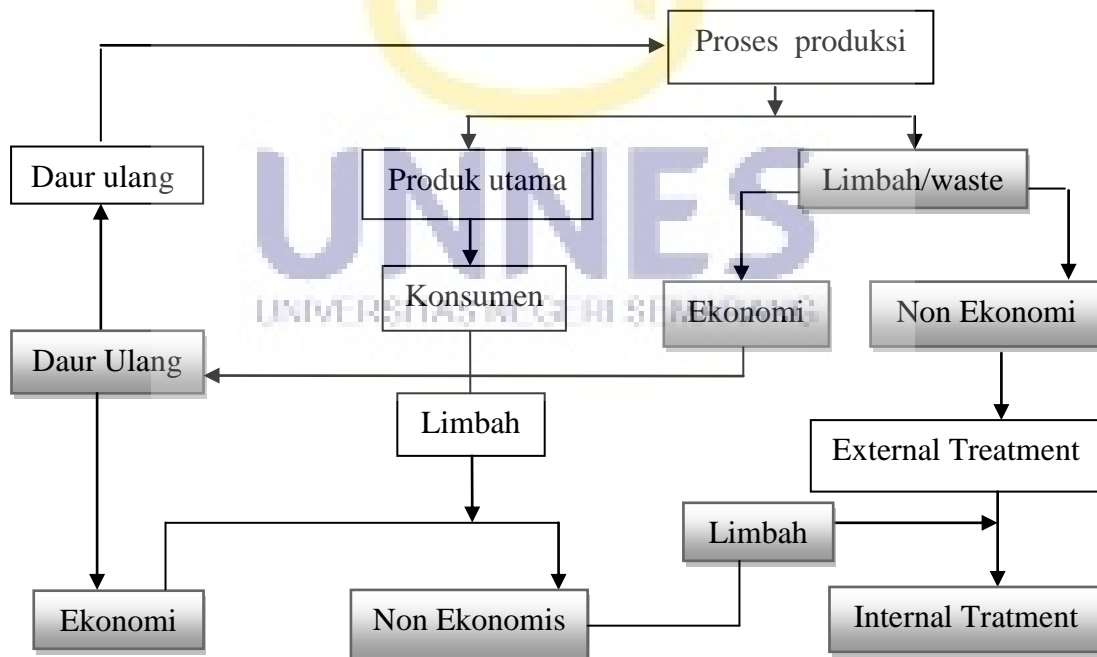 Proses produksi
Daur ulang
Produk utama
Limbah/waste
UNNES
Konsumen
Ekonomi
Non Ekonomi
UNIVERSITAS NEGERI SEMARANG
Daur Ulang
Limbah
External Treatment
Limbah
Ekonomi
Non Ekonomis
Internal Tratment